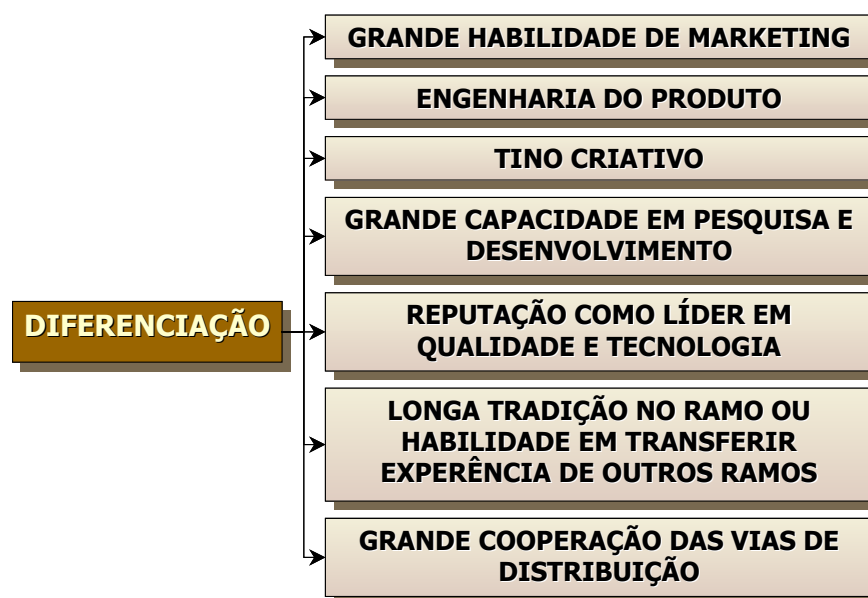 GRANDE HABILIDADE DE MARKETING
ENGENHARIA DO PRODUTO
TINO CRIATIVO
GRANDE CAPACIDADE EM PESQUISA E
DESENVOLVIMENTO
DIFERENCIAÇÃO
REPUTAÇÃO COMO LÍDER EM
QUALIDADE E TECNOLOGIA
LONGA TRADIÇÃO NO RAMO OU
HABILIDADE EM TRANSFERIR
EXPERÊNCIA DE OUTROS RAMOS
GRANDE COOPERAÇÃO DAS VIAS DE
DISTRIBUIÇÃO